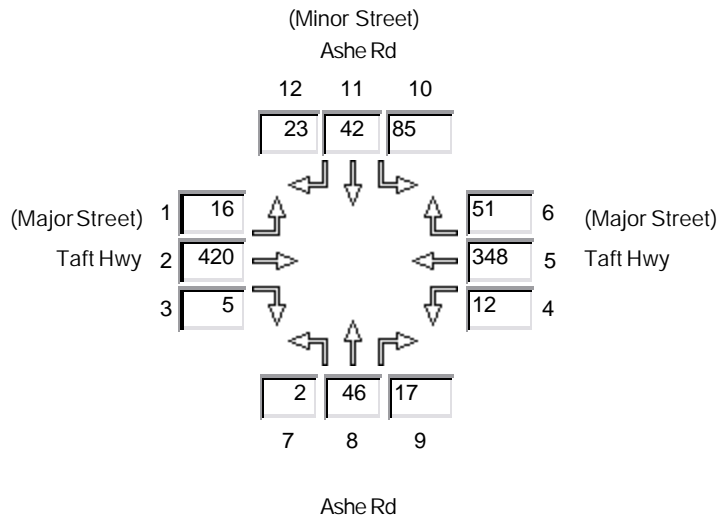 (Minor Street)
Ashe Rd
12 11 10
23 42 85
1 16 51 6
(Major Street) (Major Street)
Taft Hwy 2 420 348 5 Taft Hwy
3 5 12 4
2 46 17
7 8 9
Ashe Rd